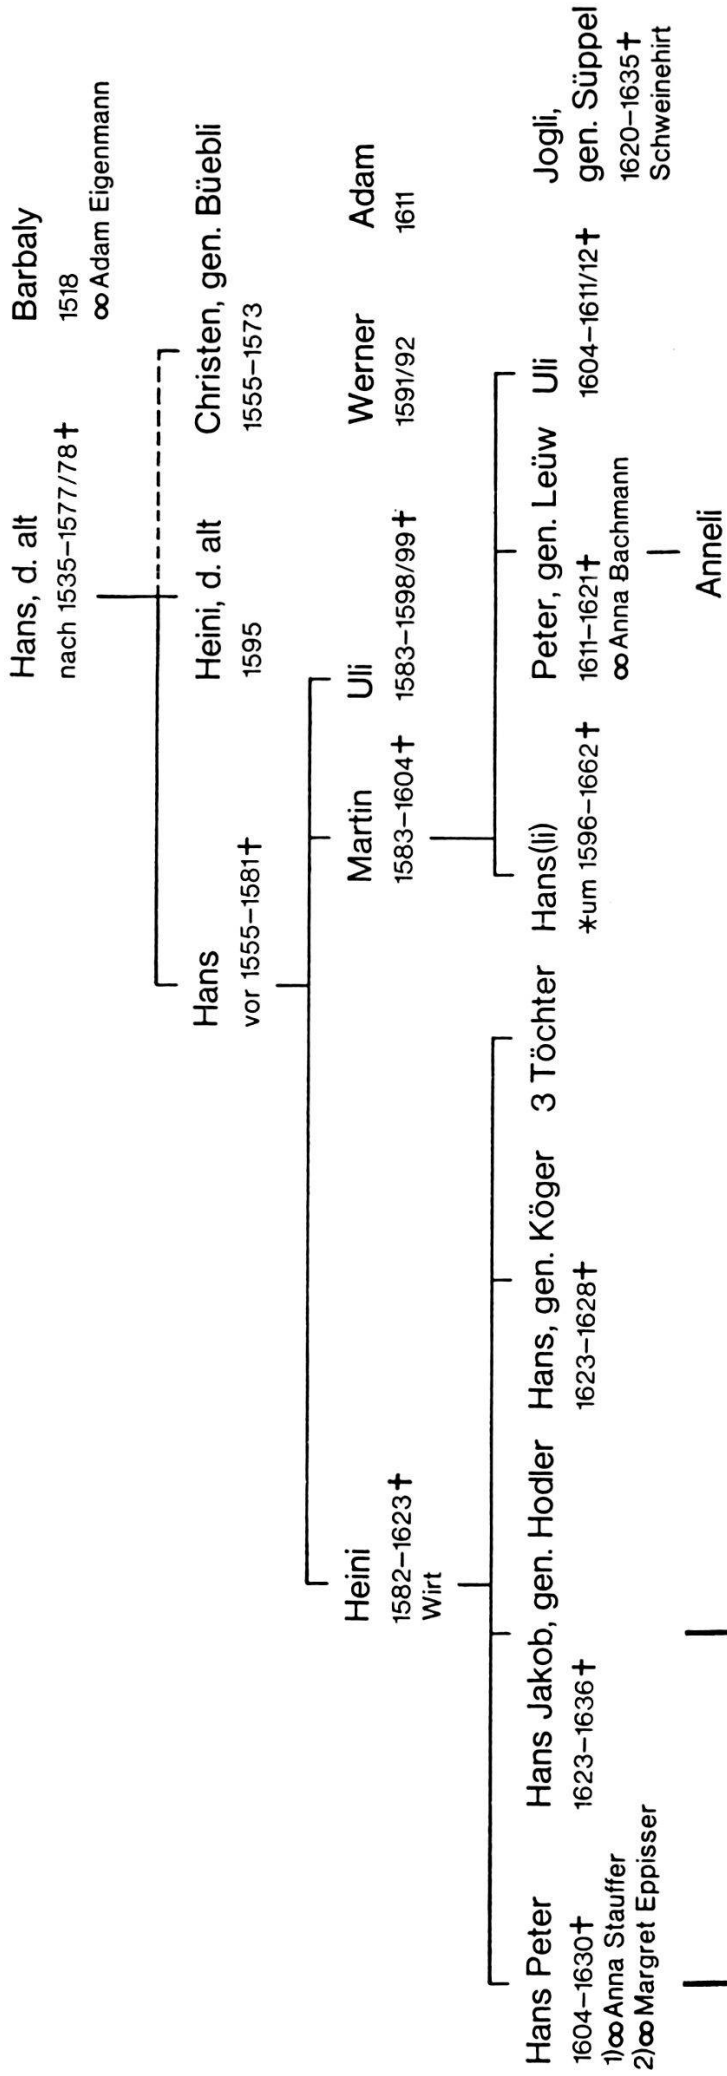 Hans, d. alt
nach 1535–1577/78†
Barbaly
1518
∞ Adam Eigenmann
Hans
vor 1555–1581†
Heini, d. alt
1595
Christen, gen. Büebli
1555–1573
Heini
1582–1623†
Wirt
Martin
1583–1604†
Uli
1583–1598/99†
Werner
1591/92
Adam
1611
Hans Peter
1604–1630†
1)∞ Anna Stauffer
2)∞ Margret Eppisser
Hans Jakob, gen. Hodler
1623–1636†
Hans, gen. Köger
1623–1628†
3 Töchter
Hans(li)
*um 1596–1662†
Peter, gen. Leüw
1611–1621†
∞ Anna Bachmann
Uli
1604–1611/12†
Jogli,
gen. Süppel
1620–1635†
Schweinehirt
Anneli